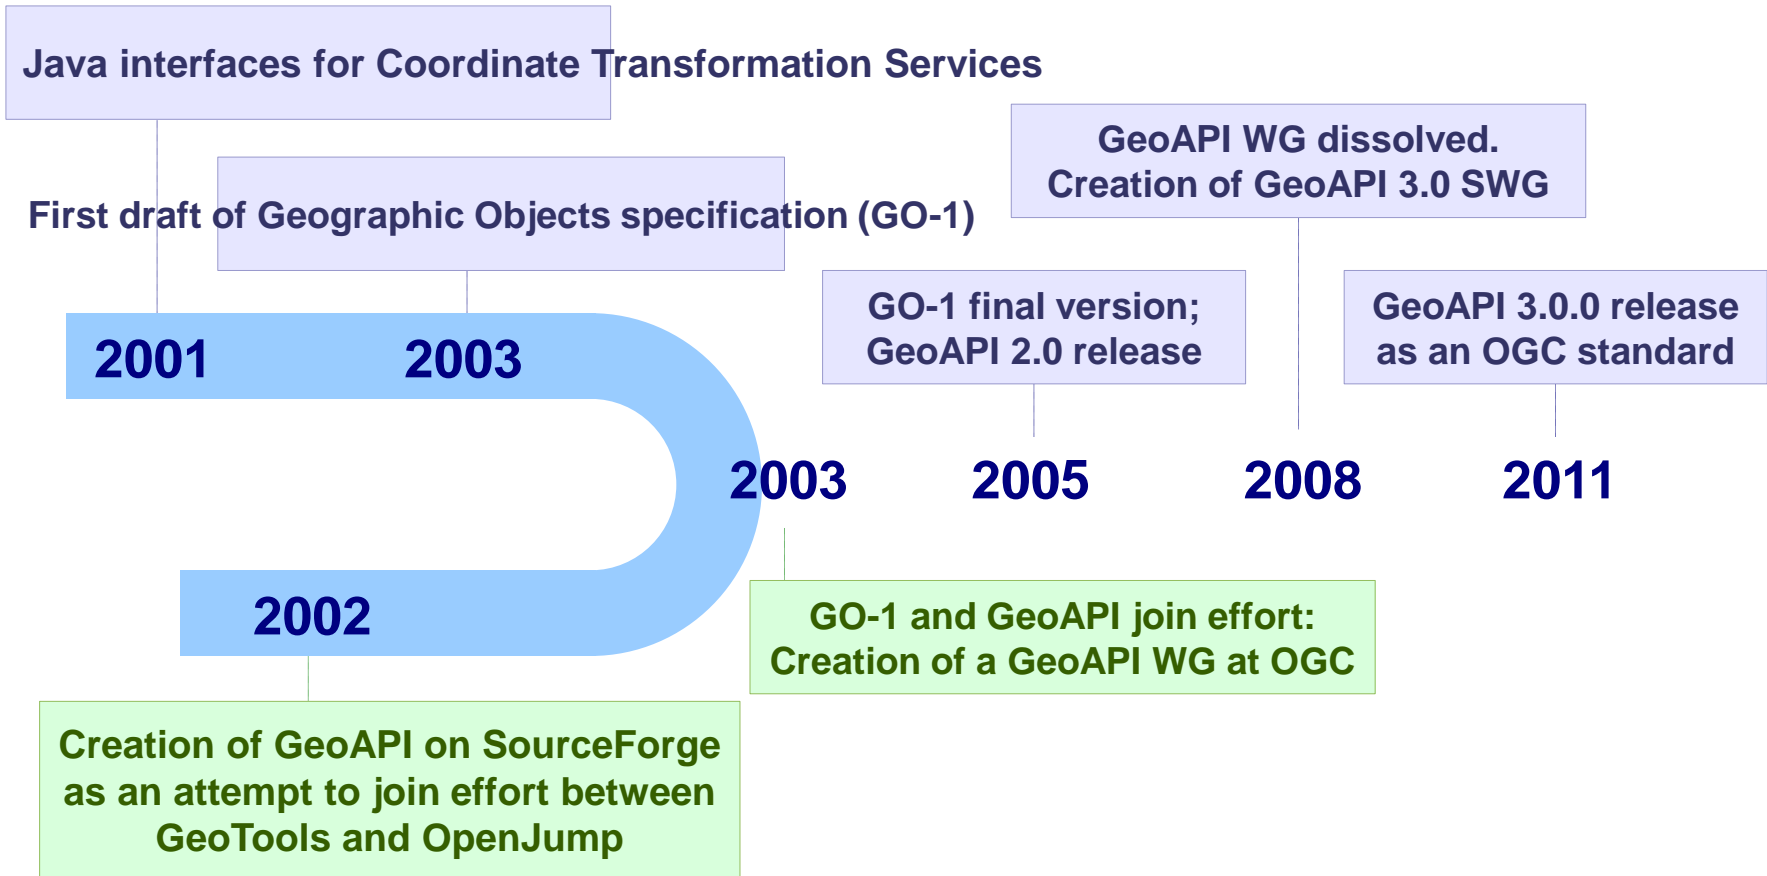 Java interfaces for Coordinate Transformation Services
GeoAPI WG dissolved.
Creation of GeoAPI 3.0 SWG
First draft of Geographic Objects specification (GO-1)
GO-1 final version;
GeoAPI 2.0 release
GeoAPI 3.0.0 release
as an OGC standard
2001
2003
2003
2005
2008
2011
2002
GO-1 and GeoAPI join effort:
Creation of a GeoAPI WG at OGC
Creation of GeoAPI on SourceForge
as an attempt to join effort between
GeoTools and OpenJump